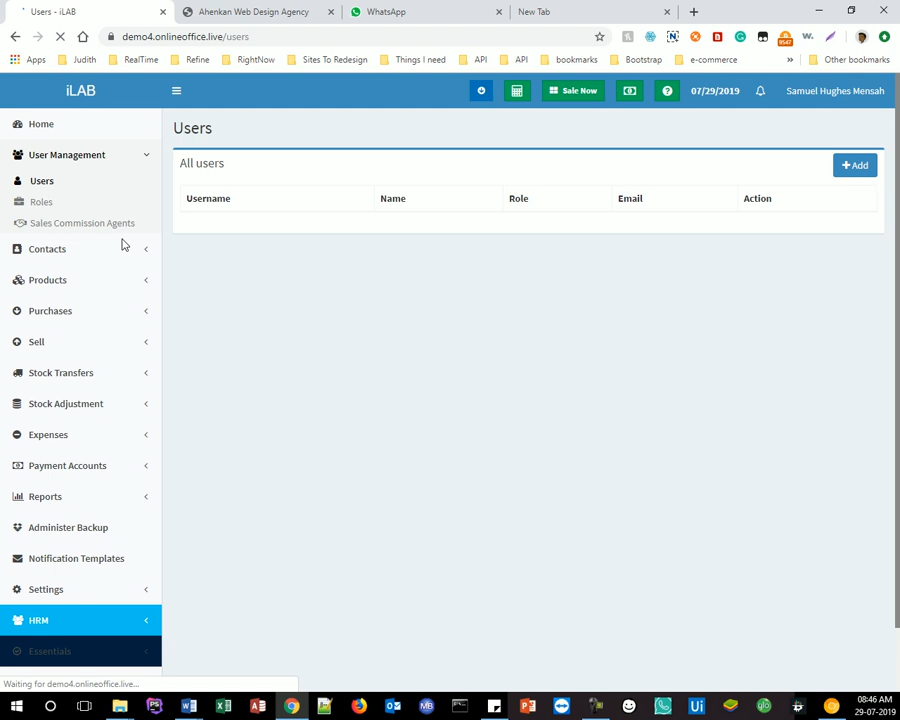 Users - iLAB
Ahenkan Web Design Agency
WhatsApp
New Tab
demo4.onlineoffice.live/users
Apps
Judith
RealTime
Refine
RightNow
Sites To Redesign
Things I need
API
API
bookmarks
Bootstrap
e-commerce
»
Other bookmarks
iLAB
Sale Now
07/29/2019
Samuel Hughes Mensah
Home
User Management
Users
Roles
Sales Commission Agents
Contacts
Products
Purchases
Sell
Stock Transfers
Stock Adjustment
Expenses
Payment Accounts
Reports
Administer Backup
Notification Templates
Settings
HRM
Essentials
Users
All users
+ Add
Username Name Role Email Action
Waiting for demo4.onlineoffice.live...
08:46 AM
29-07-2019